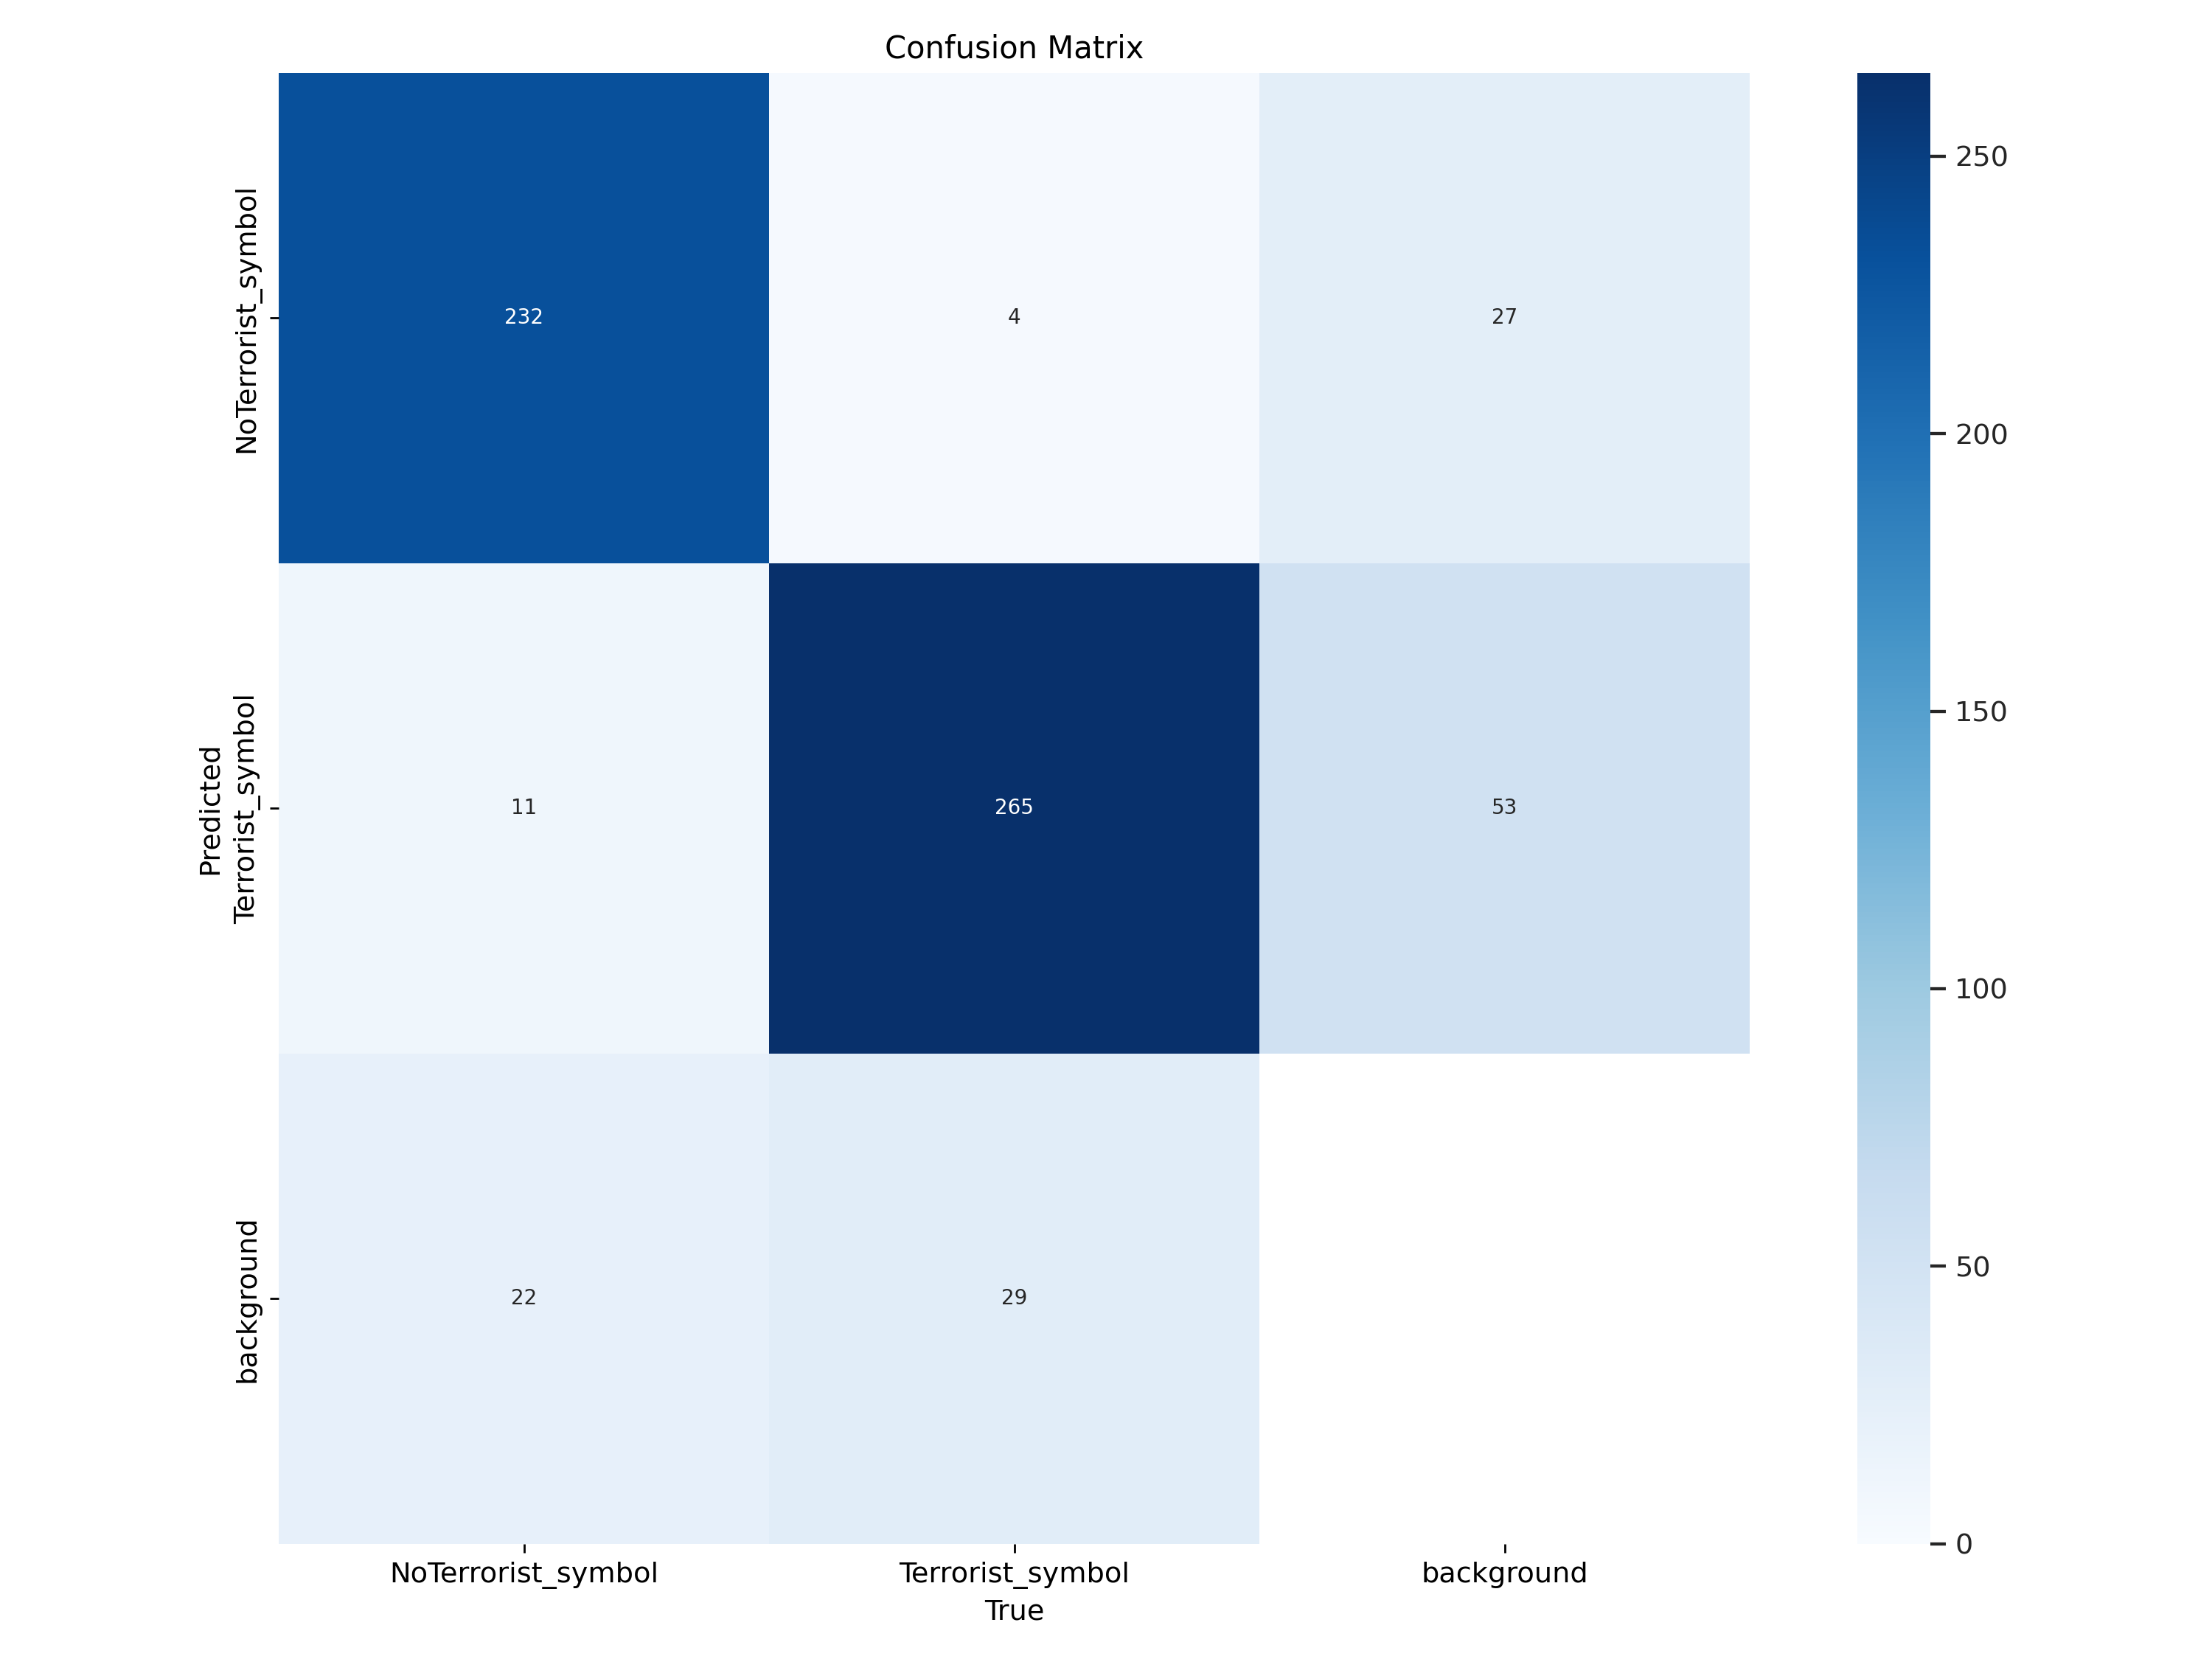 Confusion Matrix
NoTerrorist_symbol
232
4
27
Predicted
Terrorist_symbol
11
265
53
background
22
29
NoTerrorist_symbol
Terrorist_symbol
background
True
250
200
150
100
50
0